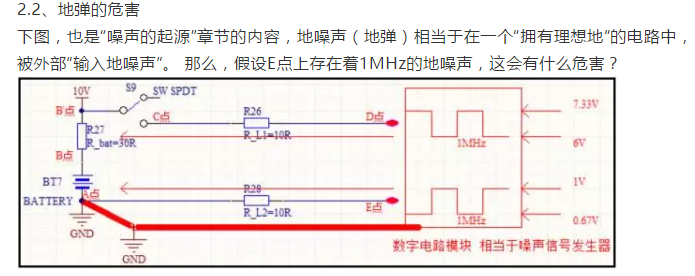 2.2、地弹的危害
下图，也是“噪声的起源”章节的内容，地噪声（地弹）相当于在一个“拥有理想地”的电路中，
被外部“输入地噪声”。 那么，假设E点上存在着1MHz的地噪声，这会有什么危害？
10V
S9
SW SPDT
B'点
C点
R26
R_L1=10R
D点
7.33V
R27
R_bat=30R
1MHz
6V
B点
BT7
A点
BATTERY
R28
R_L2=10R
E点
1V
1MHz
0.67V
GND
GND
数字电路模块 相当于噪声信号发生器